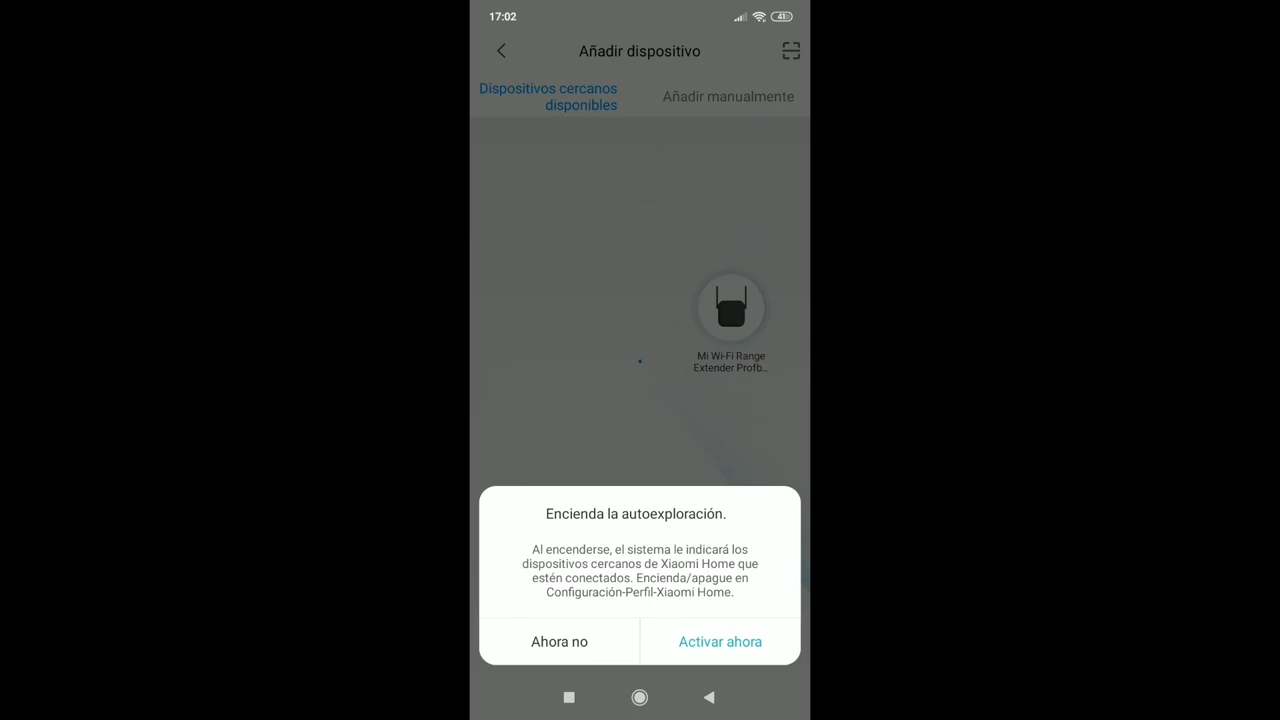 17:02
41
Añadir dispositivo
Dispositivos cercanos
disponibles
Añadir manualmente
Mi Wi-Fi Range
Extender Profb...
Encienda la autoexploración.
Al encenderse, el sistema le indicará los
dispositivos cercanos de Xiaomi Home que
estén conectados. Encienda/apague en
Configuración-Perfil-Xiaomi Home.
Ahora no
Activar ahora